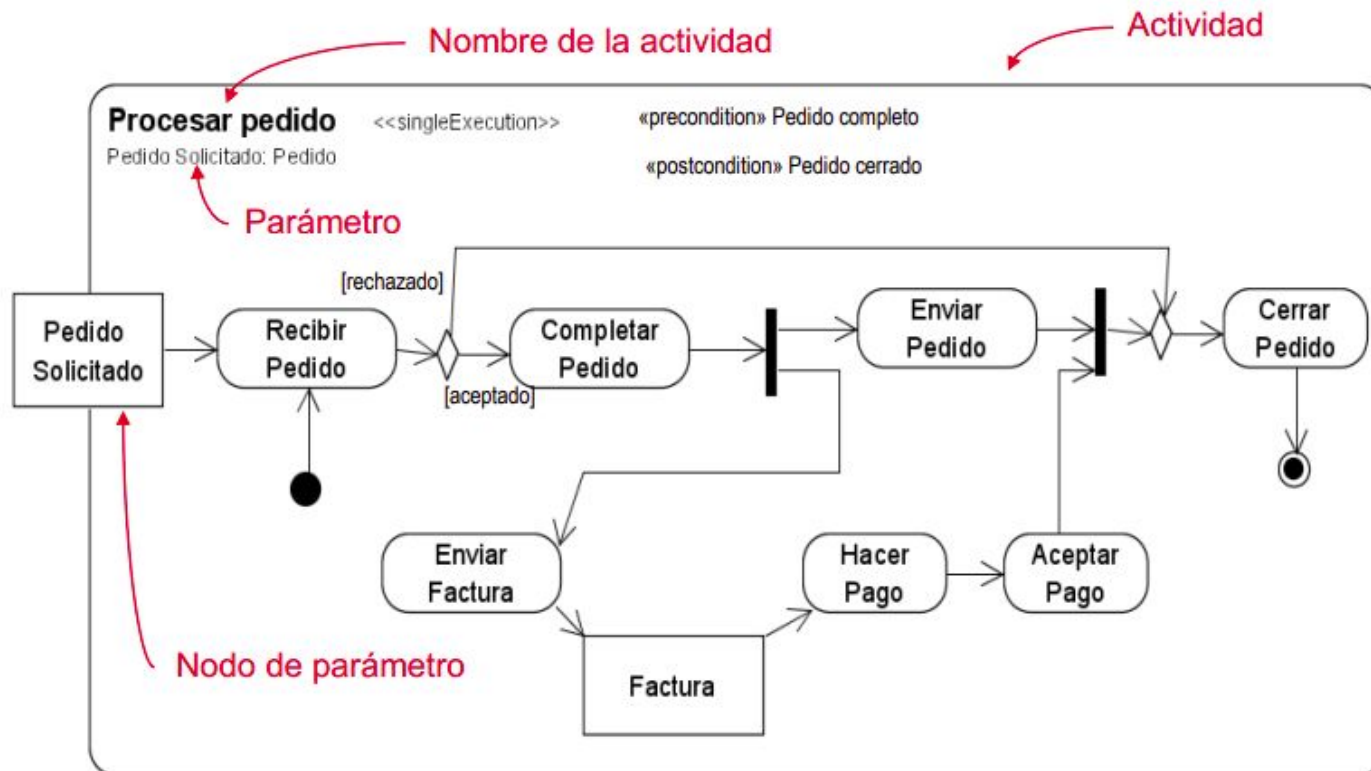 Nombre de la actividad
Actividad
Procesar pedido <<singleExecution>> «precondition» Pedido completo
Pedido Solicitado: Pedido
«postcondition» Pedido cerrado
Parámetro
[rechazado]
Pedido
Solicitado
Recibir
Pedido
[aceptado]
Completar
Pedido
Enviar
Pedido
Cerrar
Pedido
Enviar
Factura
Hacer
Pago
Aceptar
Pago
Nodo de parámetro
Factura